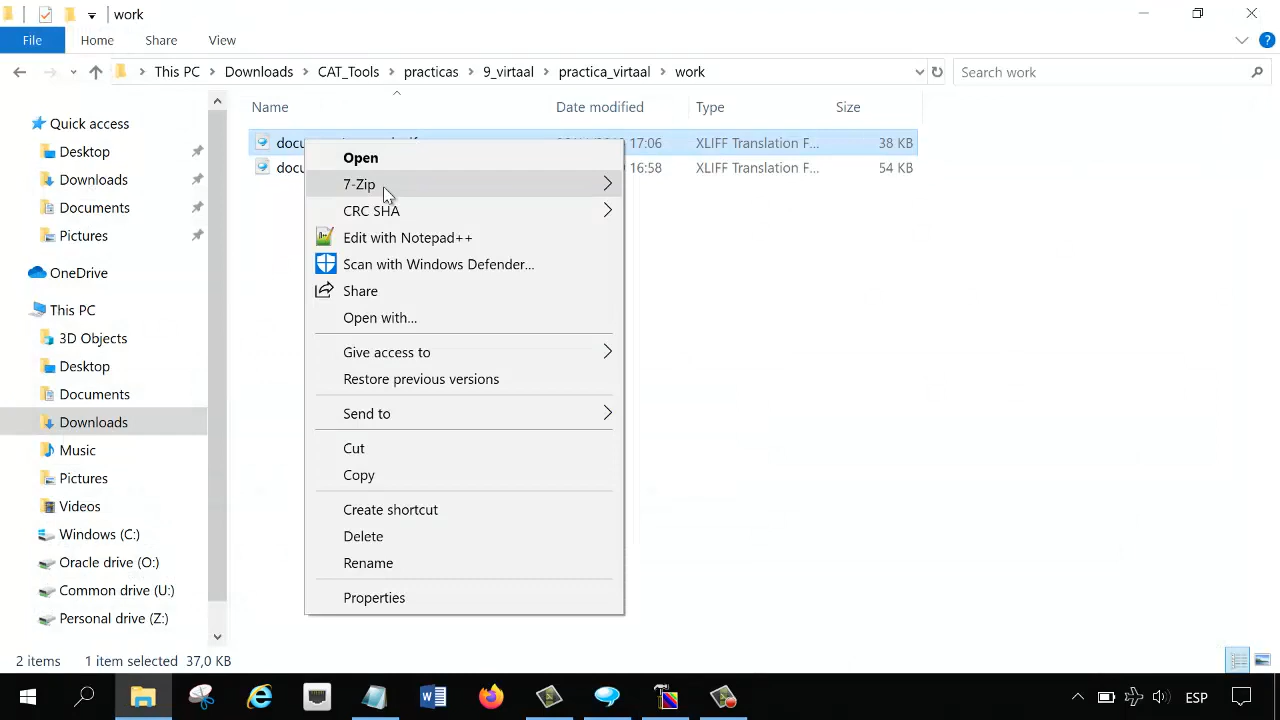 work
File
Home
Share
View
This PC
Downloads
CAT_Tools
practicas
9_virtaal
practica_virtaal
work
Search work
Name
Date modified
Type
Size
Quick access
Desktop
Downloads
Documents
Pictures
OneDrive
This PC
3D Objects
Desktop
Documents
Downloads
Music
Pictures
Videos
Windows (C:)
Oracle drive (O:)
Common drive (U:)
Personal drive (Z:)
17:06 XLIFF Translation F... 38 KB
16:58 XLIFF Translation F... 54 KB
Open
7-Zip
CRC SHA
Edit with Notepad++
Scan with Windows Defender...
Share
Open with...
Give access to
Restore previous versions
Send to
Cut
Copy
Create shortcut
Delete
Rename
Properties
2 items 1 item selected 37,0 KB
ESP